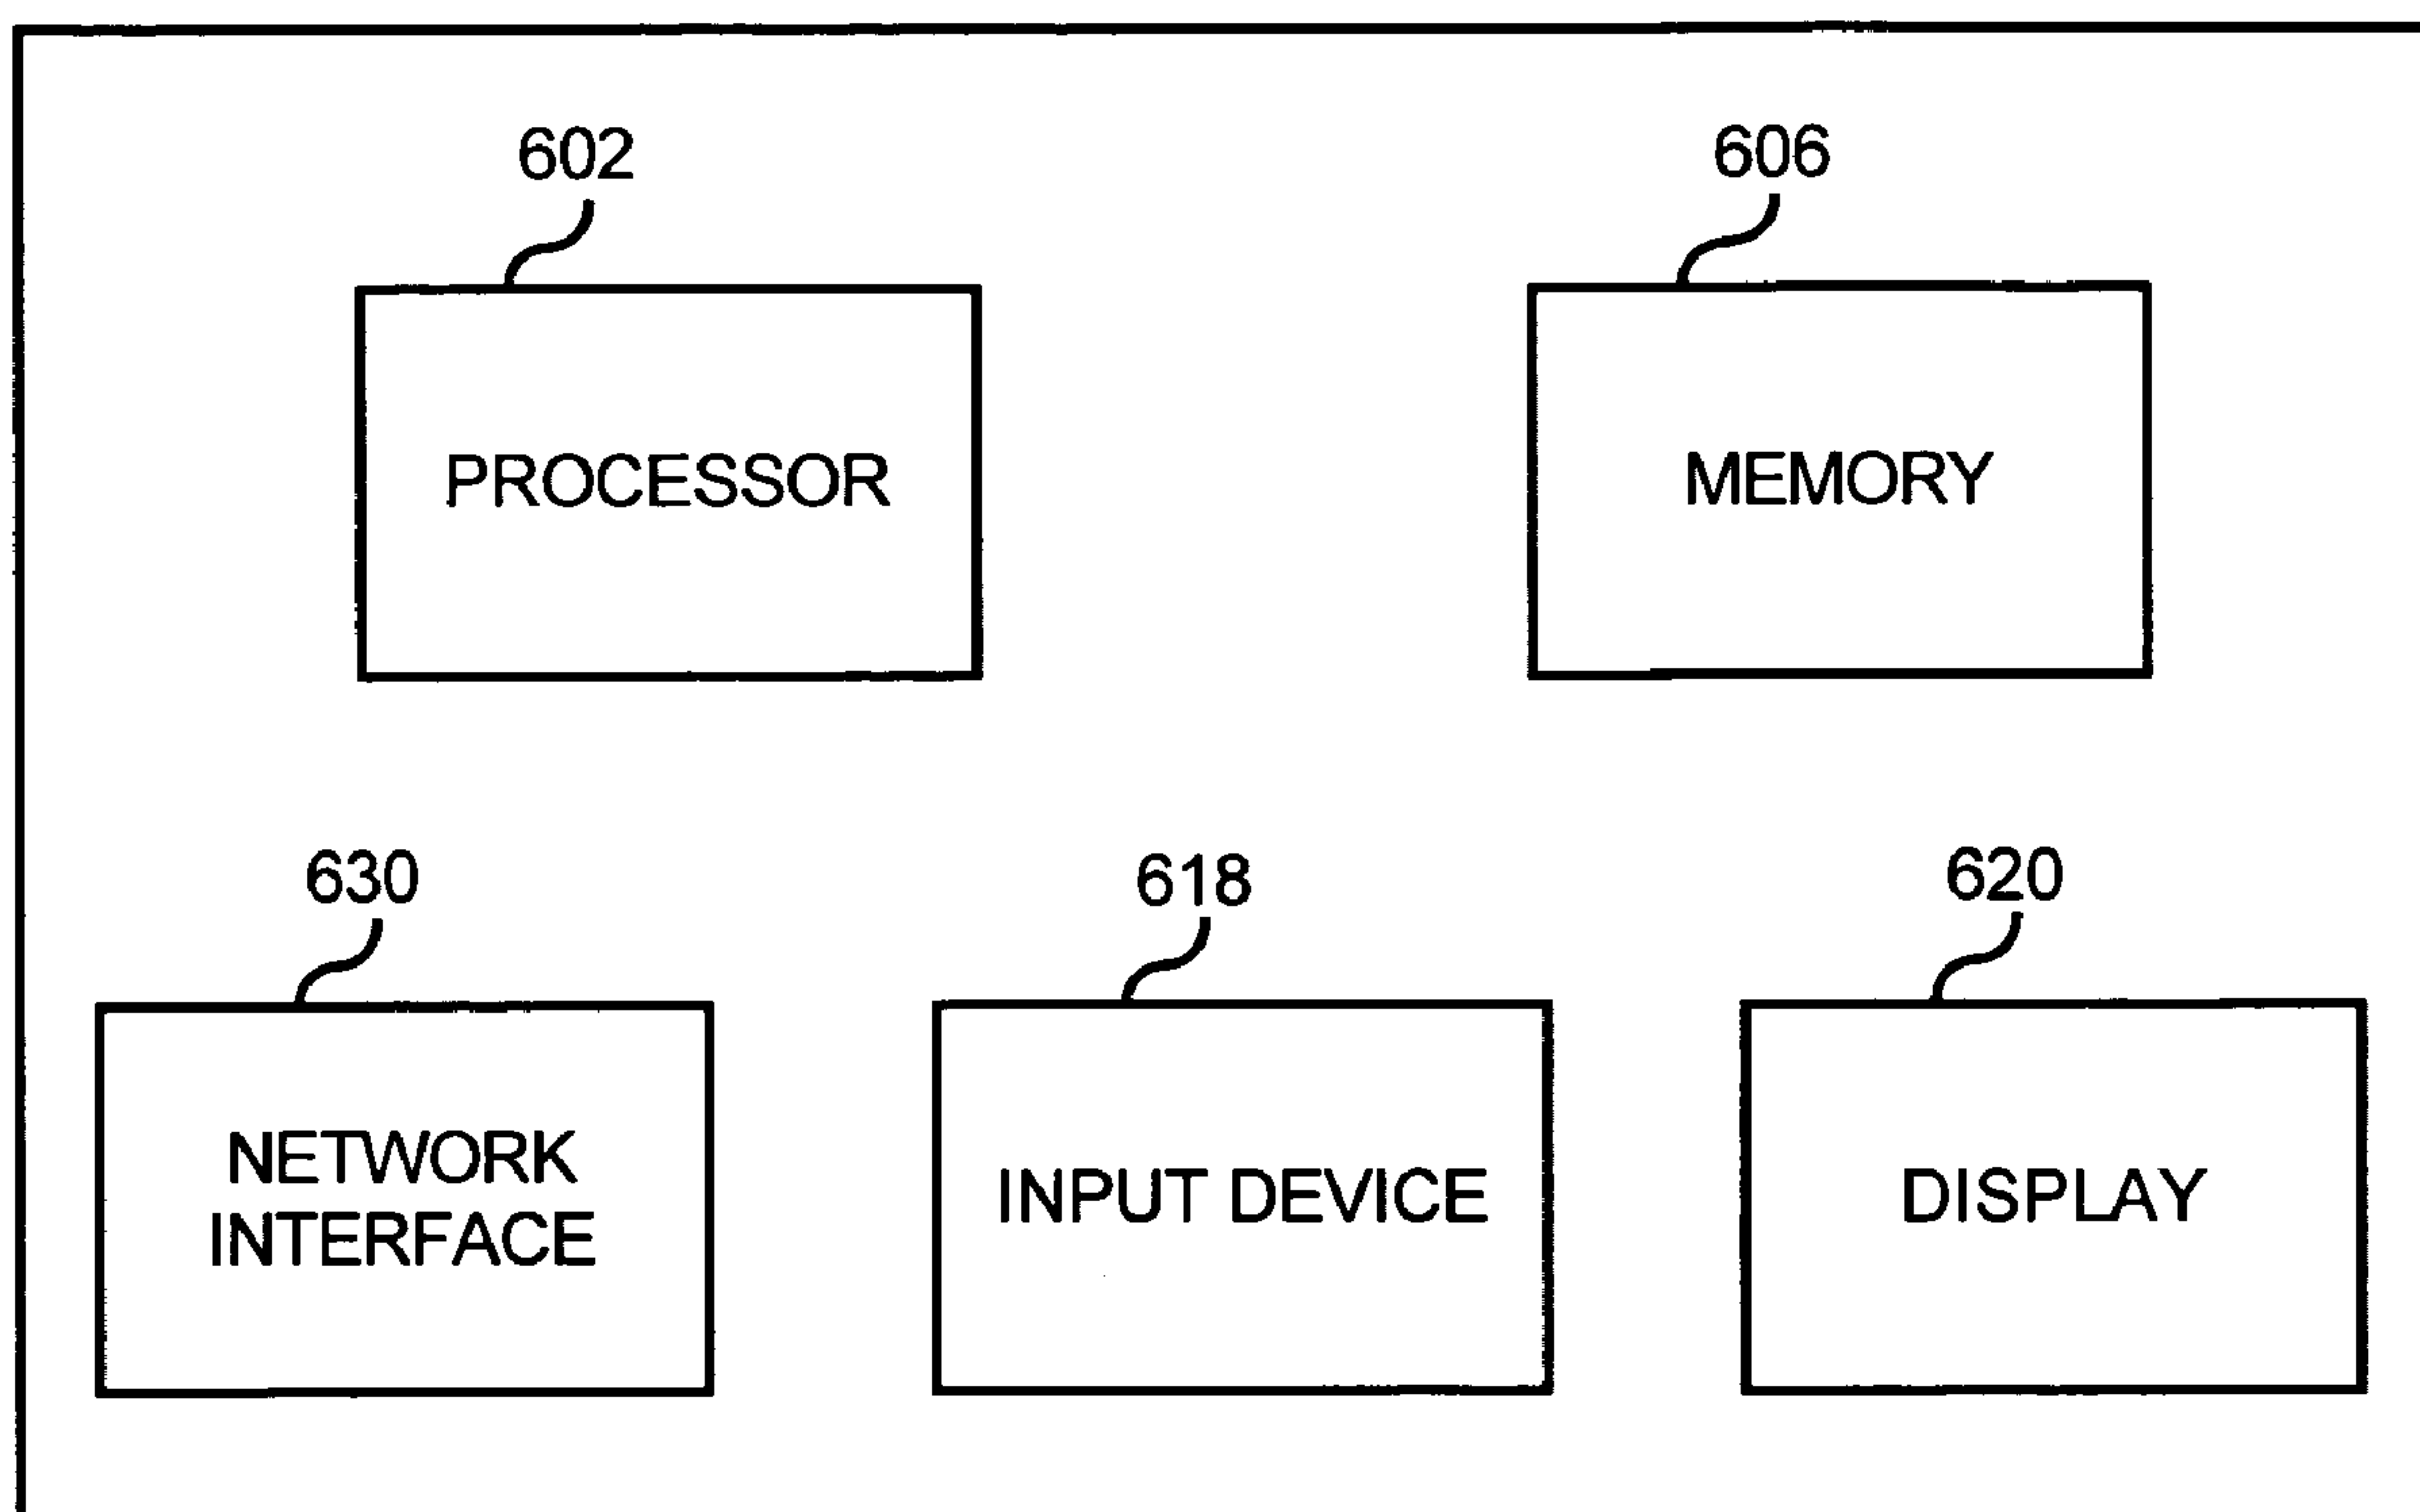 602
606
PROCESSOR
MEMORY
630
618
620
NETWORK
INTERFACE
INPUT DEVICE
DISPLAY